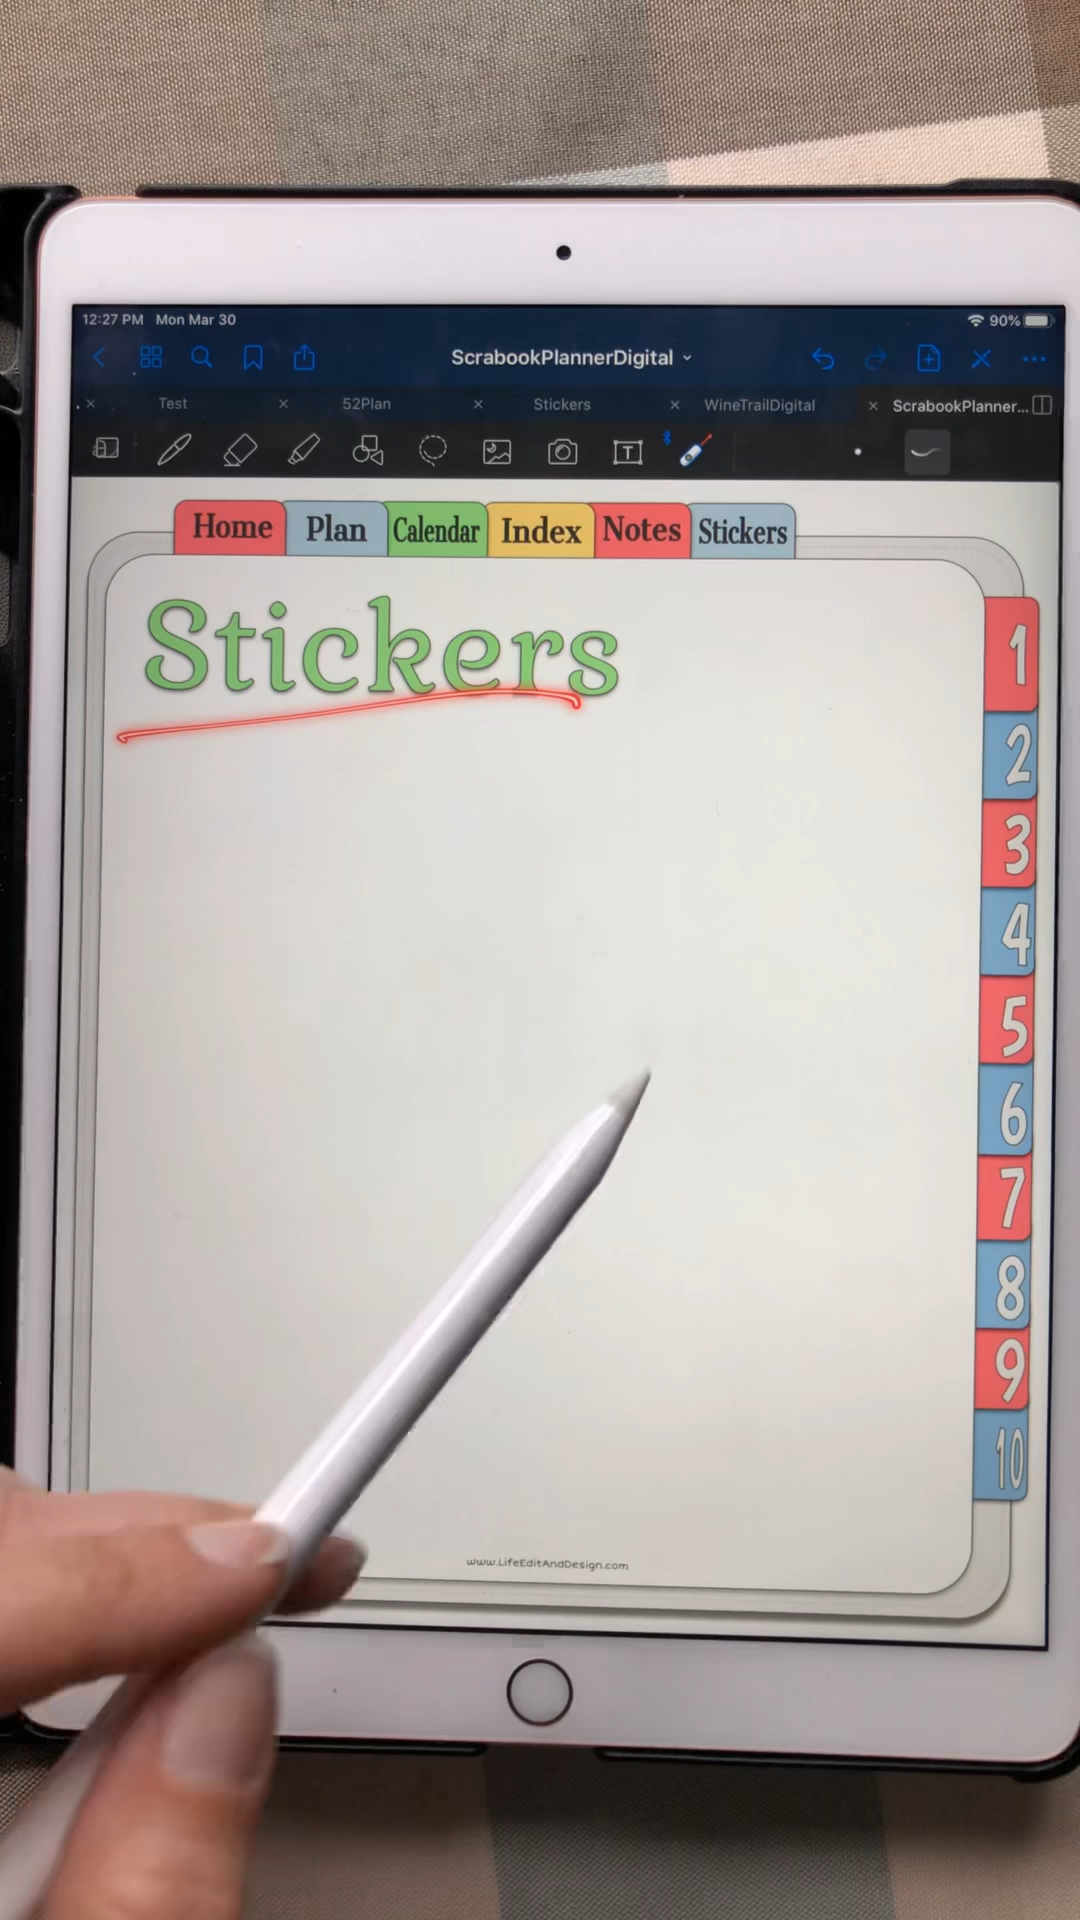 12:27 PM Mon Mar 30 90%
ScrabookPlannerDigital
Test 52Plan Stickers WineTrailDigital ScrabookPlanner...
T
Home Plan Calendar Index Notes Stickers
Stickers
1
2
3
4
5
6
7
8
9
10
www.LifeEditAndDesign.com